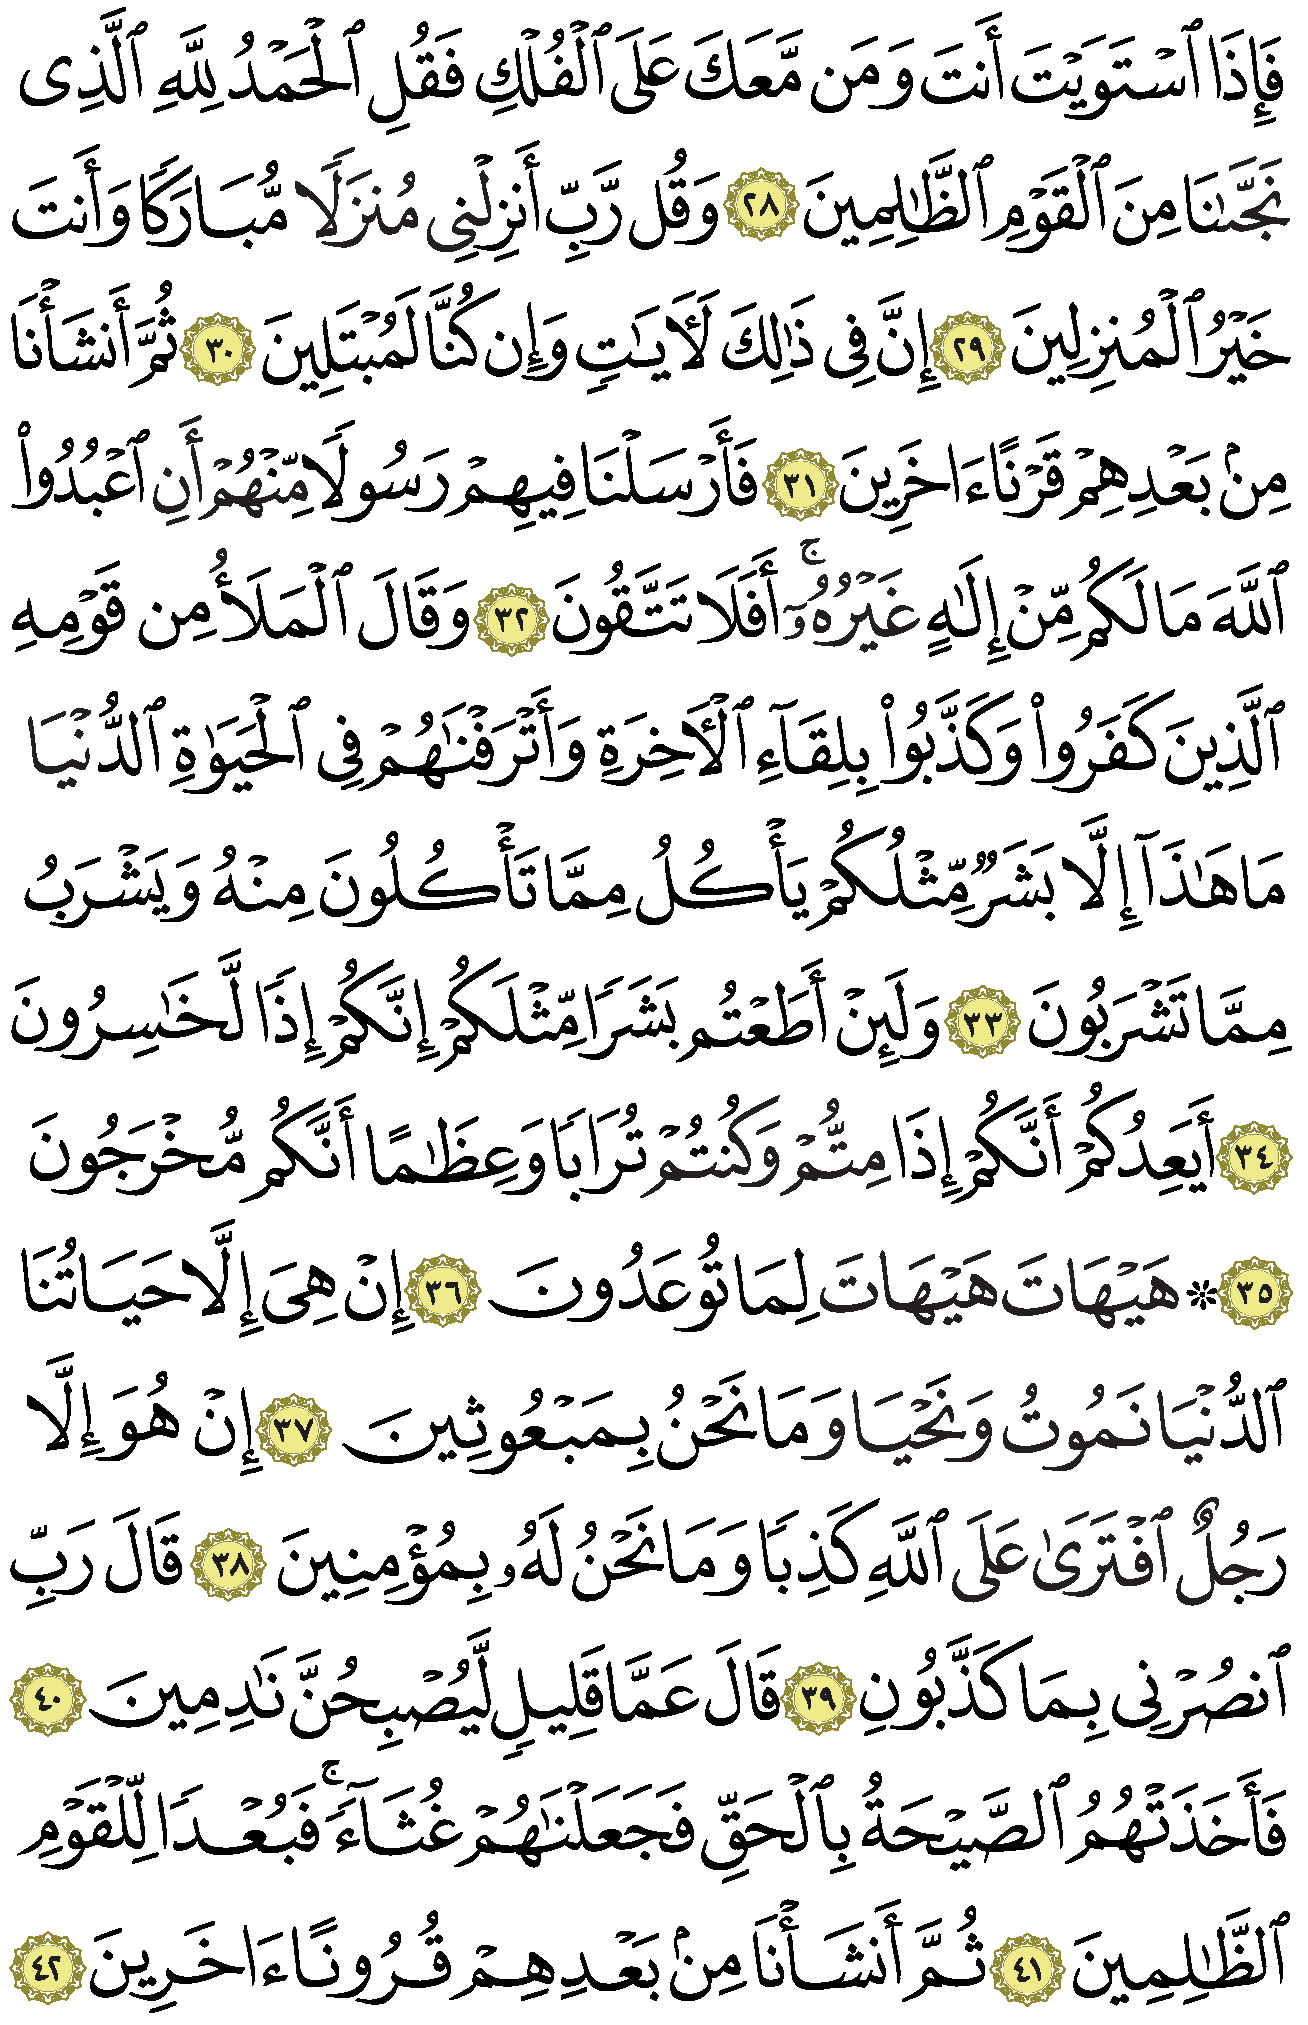 فَإِذَا ٱسْتَوَيْتَ أَنتَ وَمَن مَّعَكَ عَلَى ٱلْفُلْكِ فَقُلِ ٱلْحَمْدُ لِلَّهِ ٱلَّذِى
نَجَّىٰنَا مِنَ ٱلْقَوْمِ ٱلظَّـٰلِمِينَ ٢٨ وَقُل رَّبِّ أَنزِلْنِى مُنزَلًا مُّبَارَكًا وَأَنتَ
خَيْرُ ٱلْمُنزِلِينَ ٢٩ إِنَّ فِى ذَٰلِكَ لَـَٔايَـٰتٍ وَإِن كُنَّا لَمُبْتَلِينَ ٣٠ ثُمَّ أَنشَأْنَا
مِنۢ بَعْدِهِمْ قَرْنًا ءَاخَرِينَ ٣١ فَأَرْسَلْنَا فِيهِمْ رَسُولًا مِّنْهُمْ أَنِ ٱعْبُدُوا۟
ٱللَّهَ مَا لَكُم مِّنْ إِلَـٰهٍ غَيْرُهُۥٓ ۚ أَفَلَا تَتَّقُونَ ٣٢ وَقَالَ ٱلْمَلَأُ مِن قَوْمِهِ
ٱلَّذِينَ كَفَرُوا۟ وَكَذَّبُوا۟ بِلِقَآءِ ٱلْـَٔاخِرَةِ وَأَتْرَفْنَـٰهُمْ فِى ٱلْحَيَوٰةِ ٱلدُّنْيَا
مَا هَـٰذَآ إِلَّا بَشَرٌ مِّثْلُكُمْ يَأْكُلُ مِمَّا تَأْكُلُونَ مِنْهُ وَيَشْرَبُ
مِمَّا تَشْرَبُونَ ٣٣ وَلَئِنْ أَطَعْتُم بَشَرًا مِّثْلَكُمْ إِنَّكُمْ إِذًا لَّخَـٰسِرُونَ
٣٤ أَيَعِدُكُمْ أَنَّكُمْ إِذَا مِتُّمْ وَكُنتُمْ تُرَابًا وَعِظَـٰمًا أَنَّكُم مُّخْرَجُونَ
٣٥ ۞ هَيْهَاتَ هَيْهَاتَ لِمَا تُوعَدُونَ ٣٦ إِنْ هِىَ إِلَّا حَيَاتُنَا
ٱلدُّنْيَا نَمُوتُ وَنَحْيَا وَمَا نَحْنُ بِمَبْعُوثِينَ ٣٧ إِنْ هُوَ إِلَّا
رَجُلٌ ٱفْتَرَىٰ عَلَى ٱللَّهِ كَذِبًا وَمَا نَحْنُ لَهُۥ بِمُؤْمِنِينَ ٣٨ قَالَ رَبِّ
ٱنصُرْنِى بِمَا كَذَّبُونِ ٣٩ قَالَ عَمَّا قَلِيلٍ لَّيُصْبِحُنَّ نَـٰدِمِينَ ٤٠
فَأَخَذَتْهُمُ ٱلصَّيْحَةُ بِٱلْحَقِّ فَجَعَلْنَـٰهُمْ غُثَآءً ۚ فَبُعْدًا لِّلْقَوْمِ
ٱلظَّـٰلِمِينَ ٤١ ثُمَّ أَنشَأْنَا مِنۢ بَعْدِهِمْ قُرُونًا ءَاخَرِينَ ٤٢